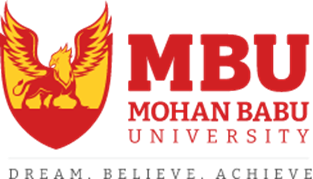 MBU
MOHAN BABU
UNIVERSITY
DREAM. BELIEVE. ACHIEVE